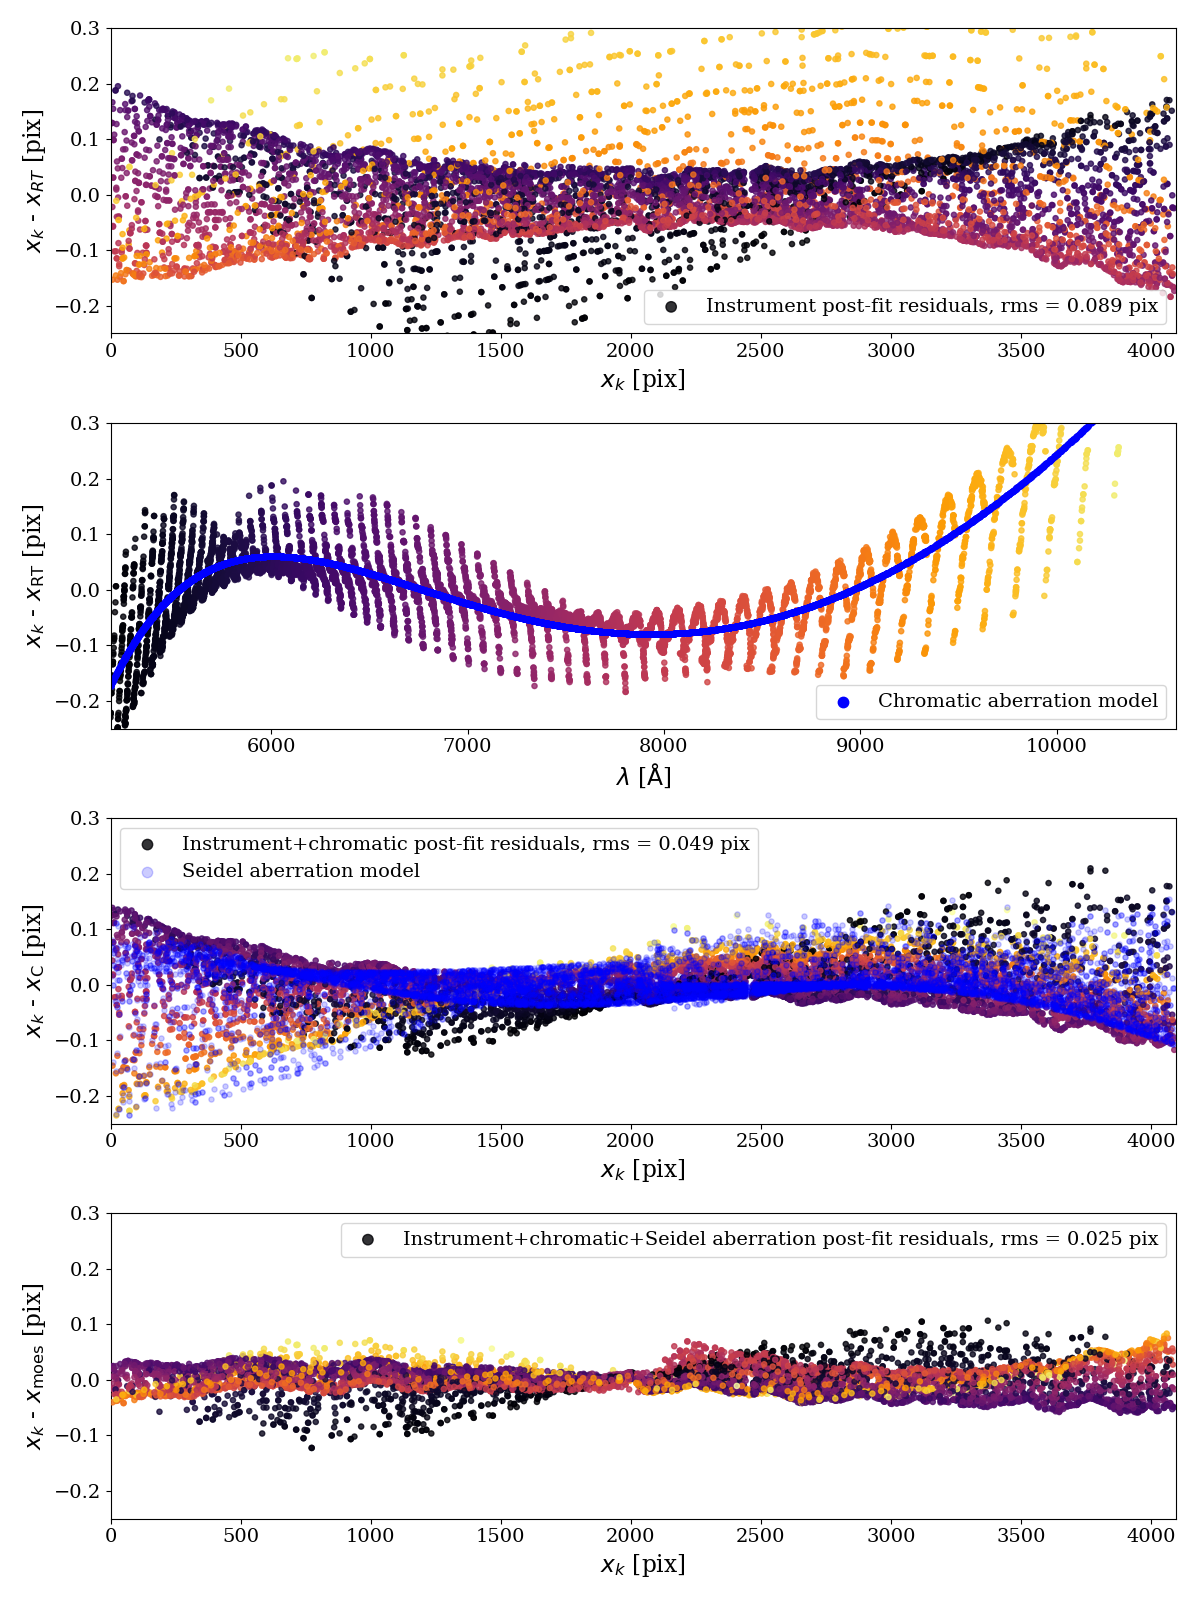 0.3
0.2
0.1
0.0
−0.1
−0.2
x_k - x_RT [pix]
Instrument post-fit residuals, rms = 0.089 pix
0 500 1000 1500 2000 2500 3000 3500 4000
x_k [pix]
0.3
0.2
0.1
0.0
−0.1
−0.2
x_k - x_RT [pix]
Chromatic aberration model
6000 7000 8000 9000 10000
λ [Å]
0.3
0.2
0.1
0.0
−0.1
−0.2
x_k - x_C [pix]
Instrument+chromatic post-fit residuals, rms = 0.049 pix
Seidel aberration model
0 500 1000 1500 2000 2500 3000 3500 4000
x_k [pix]
0.3
0.2
0.1
0.0
−0.1
−0.2
x_k - x_moes [pix]
Instrument+chromatic+Seidel aberration post-fit residuals, rms = 0.025 pix
0 500 1000 1500 2000 2500 3000 3500 4000
x_k [pix]